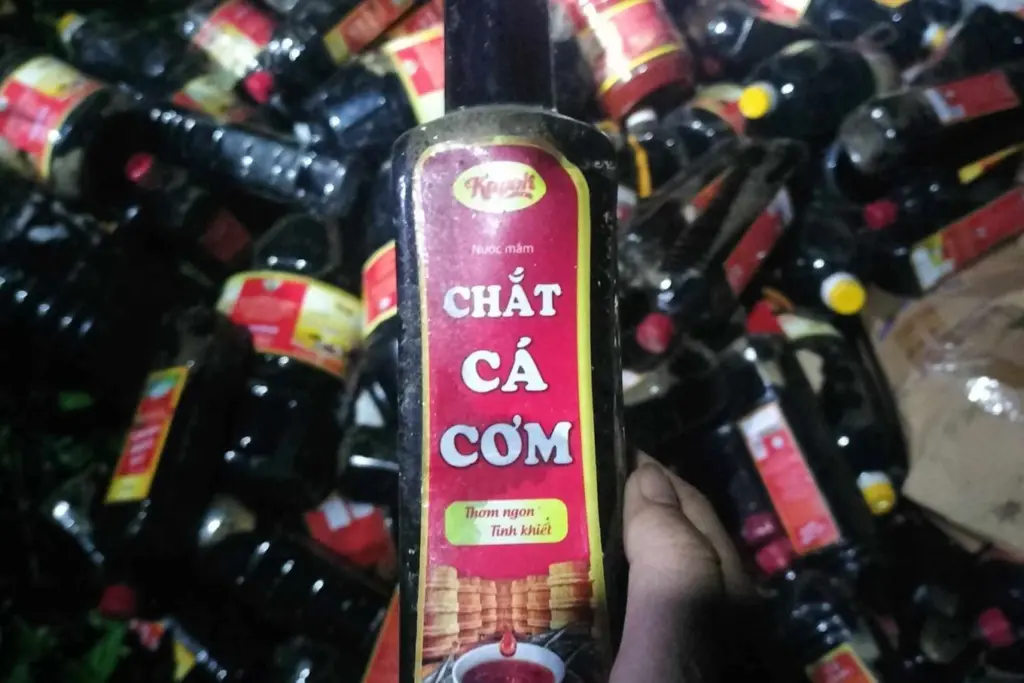 Nước mắm
CHẮT
CÁ
CƠM
Thơm ngon
Tinh khiết